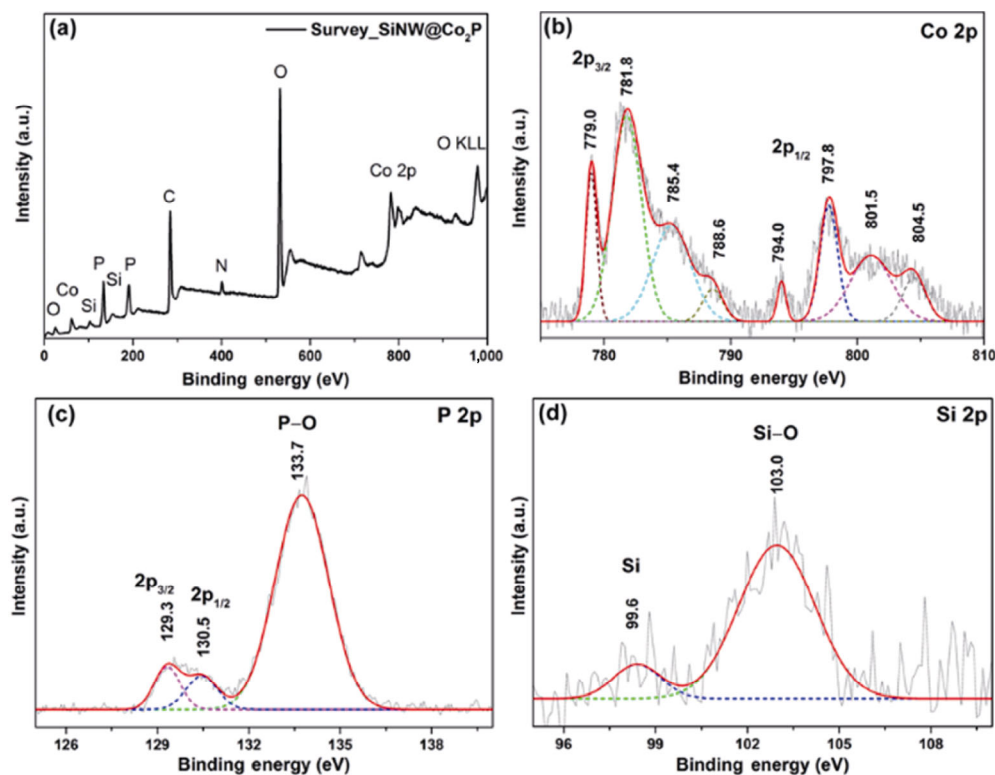 (a)
Survey_SiNW@Co₂P
O
Co
Si
P
Si
P
C
N
O
Co 2p
O KLL
Intensity (a.u.)
0 200 400 600 800 1,000
Binding energy (eV)
(b)
Co 2p
2p₃/₂
779.0
781.8
785.4
788.6
2p₁/₂
794.0
797.8
801.5
804.5
Intensity (a.u.)
780 790 800 810
Binding energy (eV)
(c)
P 2p
P–O
133.7
2p₃/₂
129.3
2p₁/₂
130.5
Intensity (a.u.)
126 129 132 135 138
Binding energy (eV)
(d)
Si 2p
Si–O
103.0
Si
99.6
Intensity (a.u.)
96 99 102 105 108
Binding energy (eV)